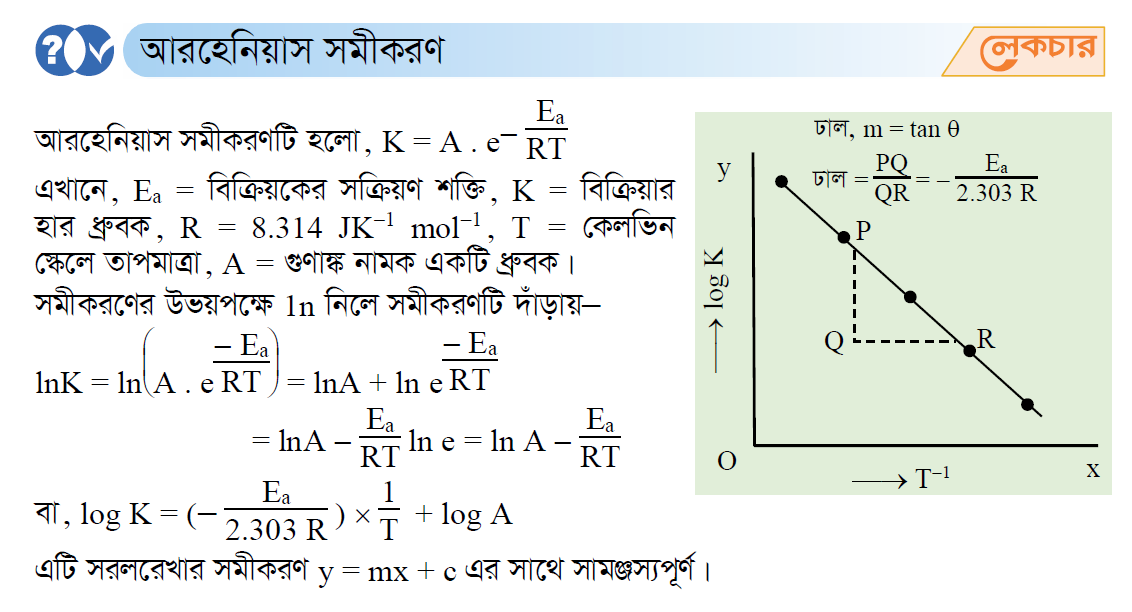 আরহেনিয়াস সমীকরণ
লেকচার
আরহেনিয়াস সমীকরণটি হলো, K = A . e^(– Ea/RT)
এখানে, Ea = বিক্রিয়কের সক্রিয়ণ শক্তি, K = বিক্রিয়ার
হার ধ্রুবক, R = 8.314 JK⁻¹ mol⁻¹, T = কেলভিন
স্কেলে তাপমাত্রা, A = গুণাঙ্ক নামক একটি ধ্রুবক।
সমীকরণের উভয়পক্ষে 1n নিলে সমীকরণটি দাঁড়ায়–
lnK = ln(A . e^(– Ea/RT)) = lnA + ln e^(– Ea/RT)
= lnA – Ea/RT ln e = ln A – Ea/RT
বা, log K = (– Ea/2.303 R) × 1/T + log A
এটি সরলরেখার সমীকরণ y = mx + c এর সাথে সামঞ্জস্যপূর্ণ।
ঢাল, m = tan θ
ঢাল = PQ/QR = – Ea/2.303 R
y
P
log K
Q
R
O
T⁻¹
x